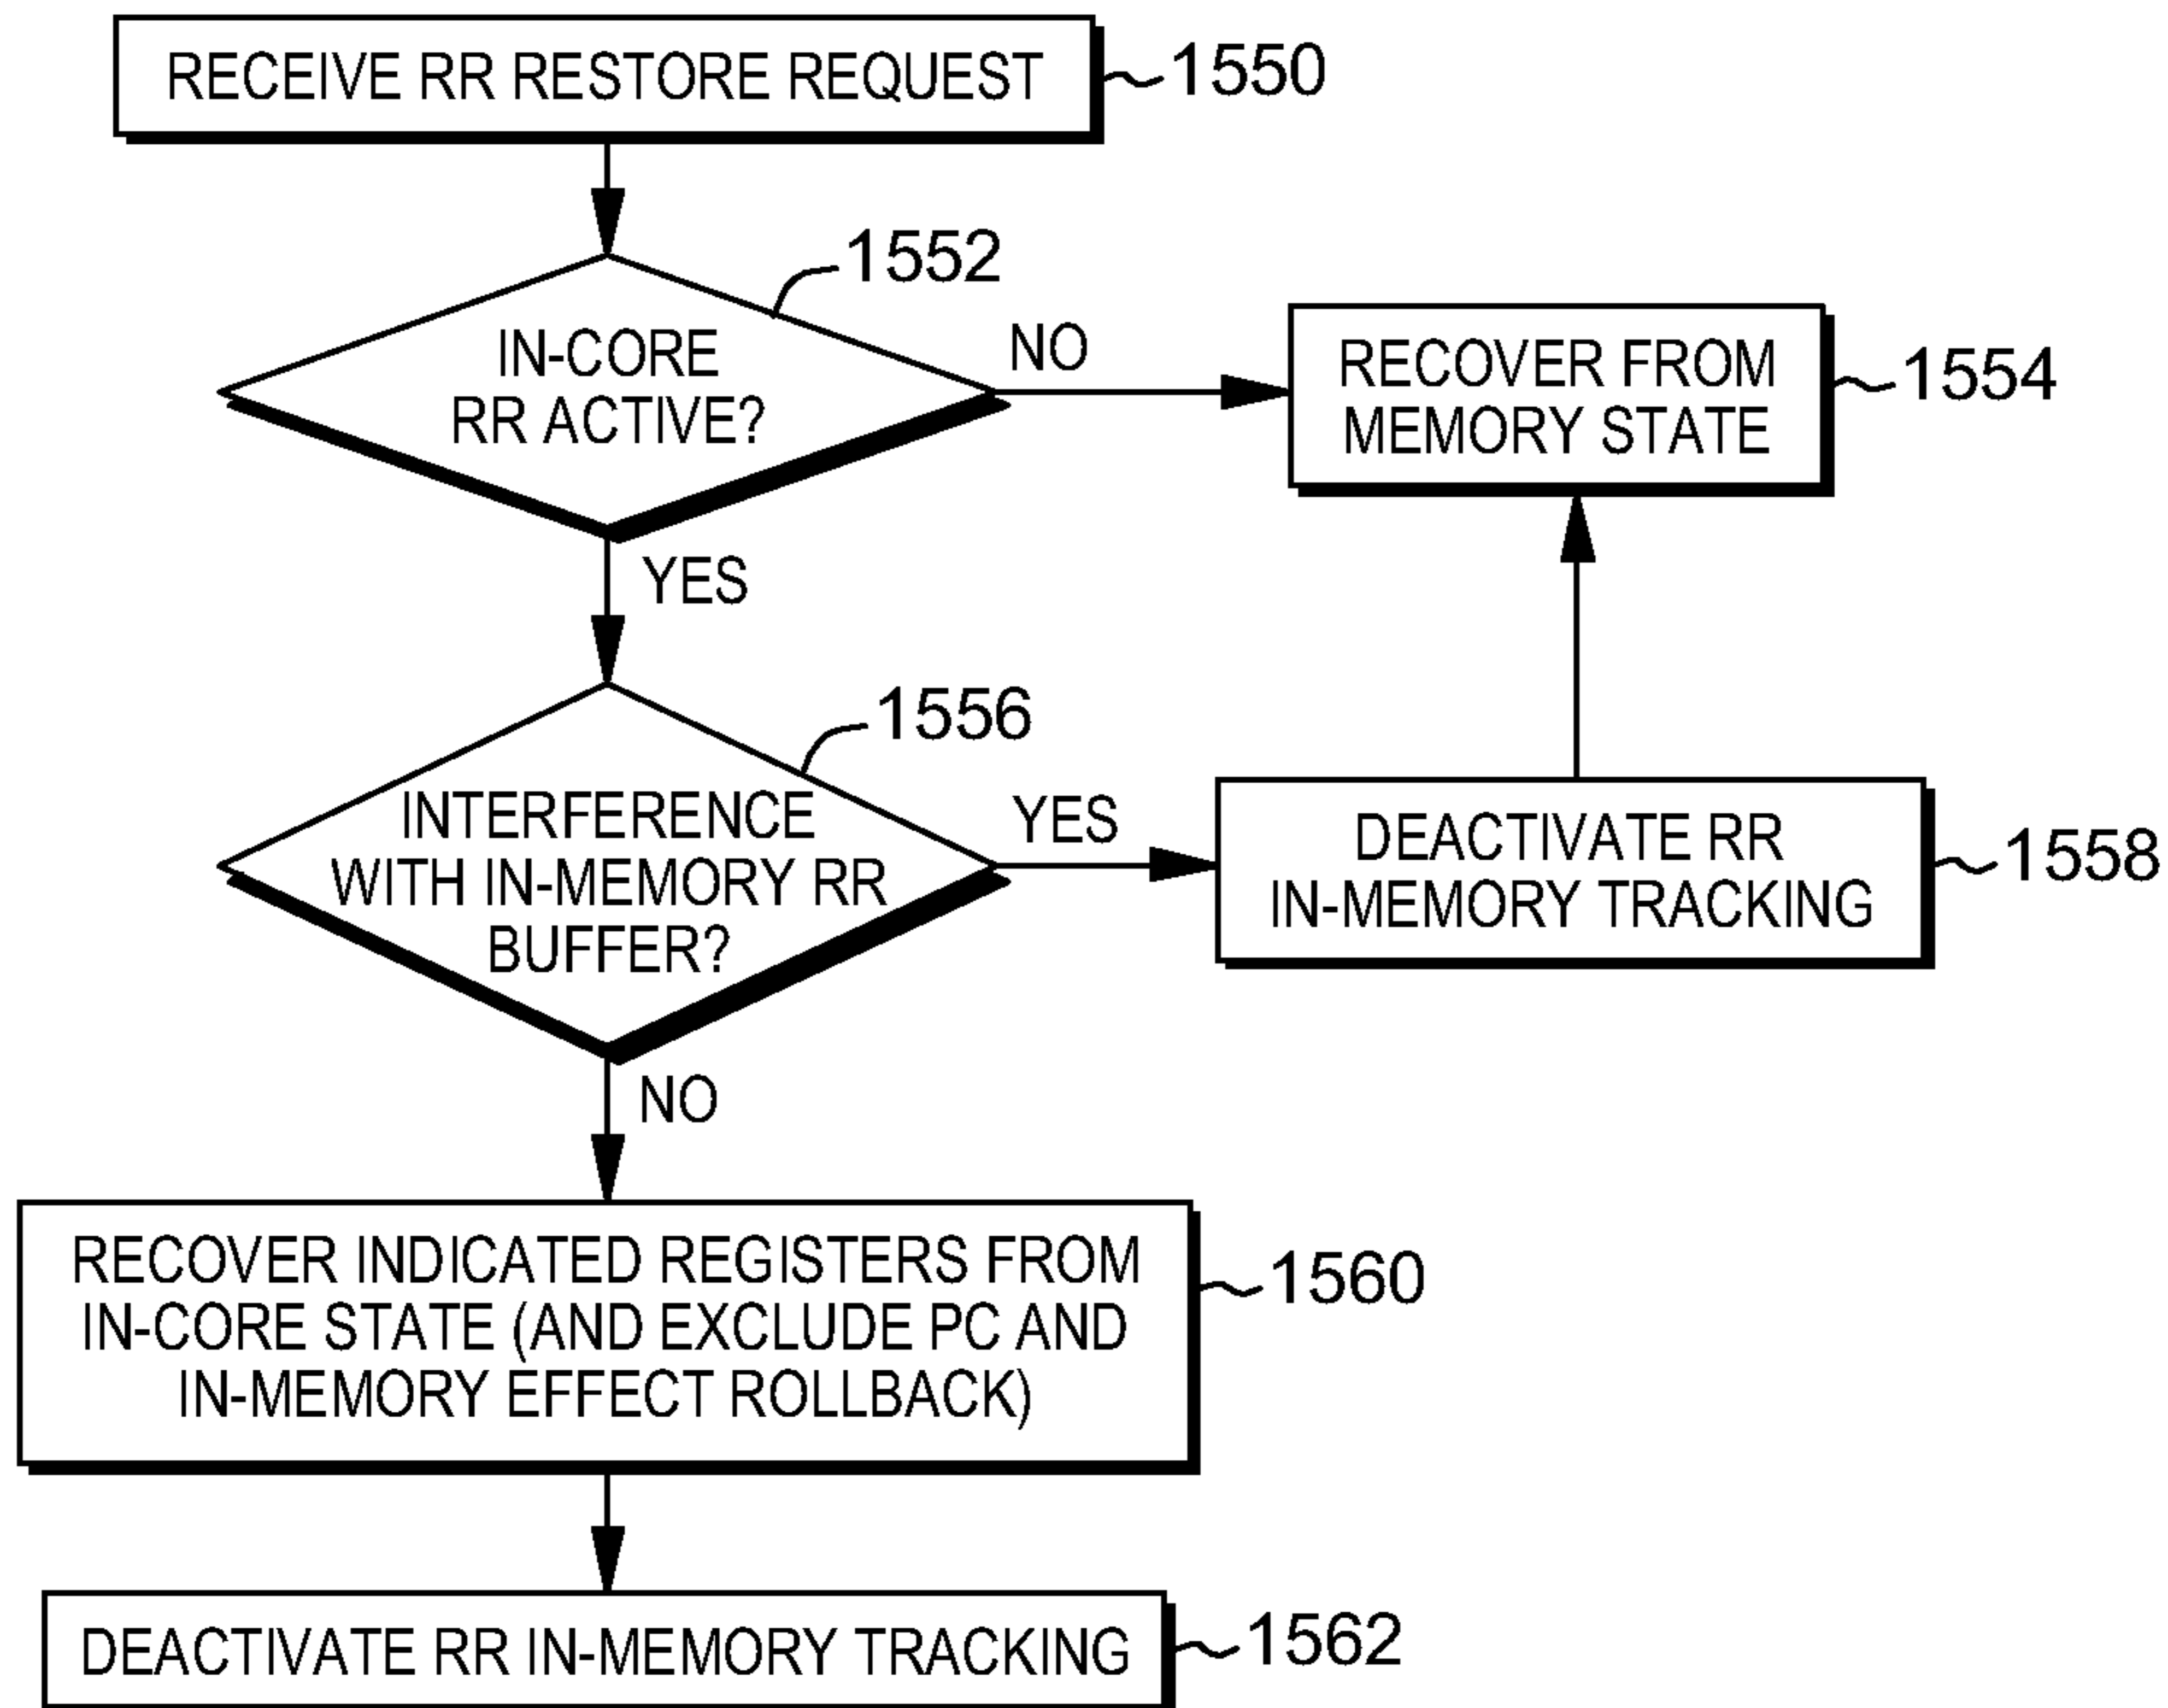 RECEIVE RR RESTORE REQUEST
1550
1552
IN-CORE
RR ACTIVE?
NO
RECOVER FROM
MEMORY STATE
1554
YES
1556
INTERFERENCE
WITH IN-MEMORY RR
BUFFER?
YES
DEACTIVATE RR
IN-MEMORY TRACKING
1558
NO
RECOVER INDICATED REGISTERS FROM
IN-CORE STATE (AND EXCLUDE PC AND
IN-MEMORY EFFECT ROLLBACK)
1560
DEACTIVATE RR IN-MEMORY TRACKING
1562